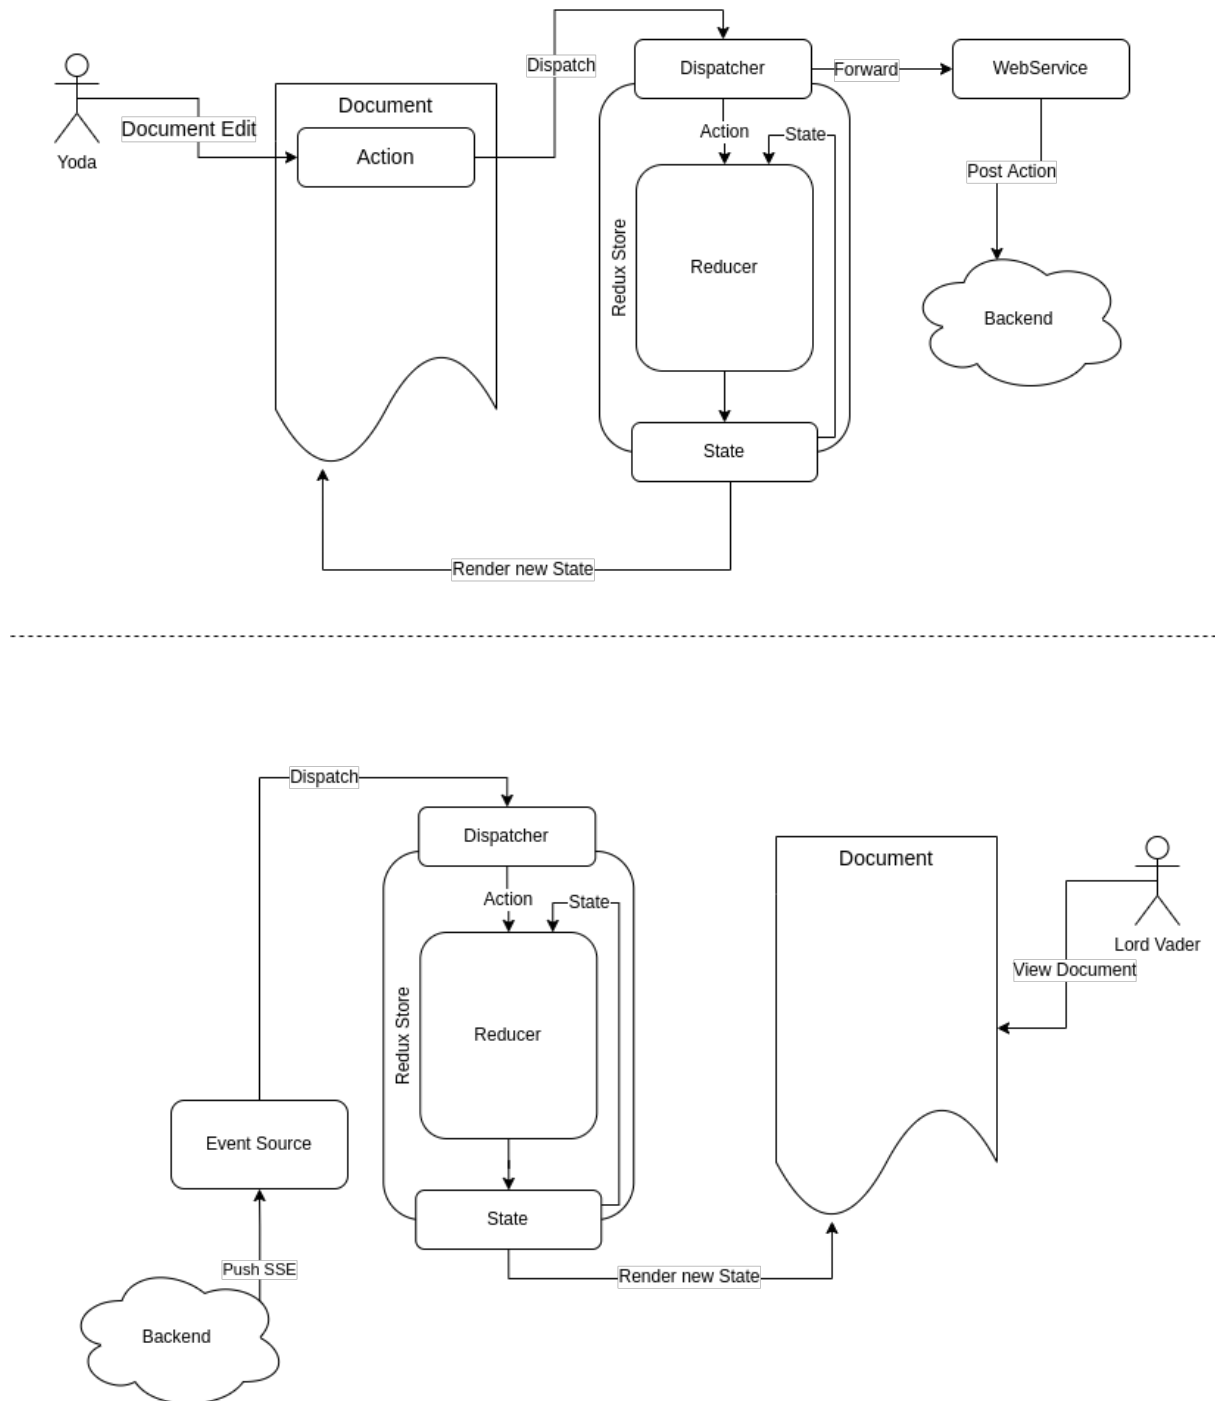 Dispatch
Dispatcher
Forward
WebService
Document
Document Edit
Action
Yoda
Action
State
Post Action
Redux Store
Reducer
Backend
State
Render new State
Dispatch
Dispatcher
Document
Action
State
Lord Vader
View Document
Redux Store
Reducer
Event Source
State
Push SSE
Render new State
Backend